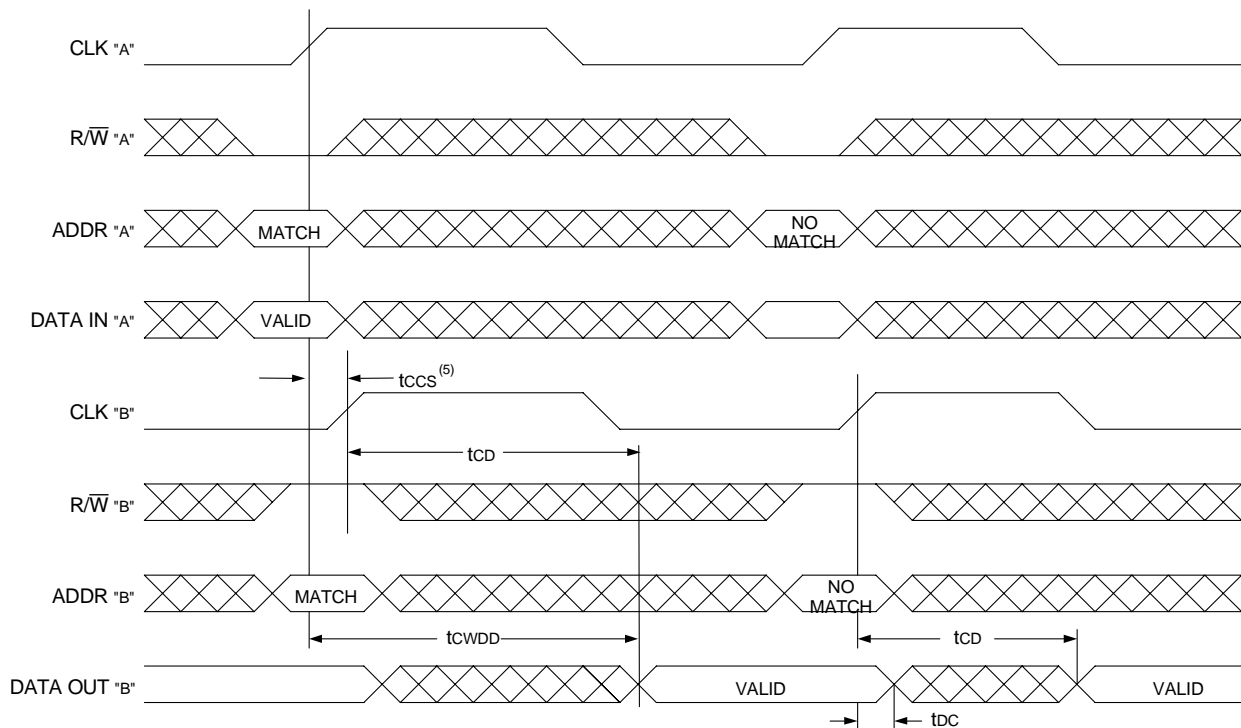 CLK "A"
R/W̅ "A"
ADDR "A"
MATCH
NO
MATCH
DATA IN "A"
VALID
tCCS(5)
CLK "B"
tCD
R/W̅ "B"
ADDR "B"
MATCH
NO
MATCH
tCWDD
tCD
DATA OUT "B"
VALID
VALID
tDC